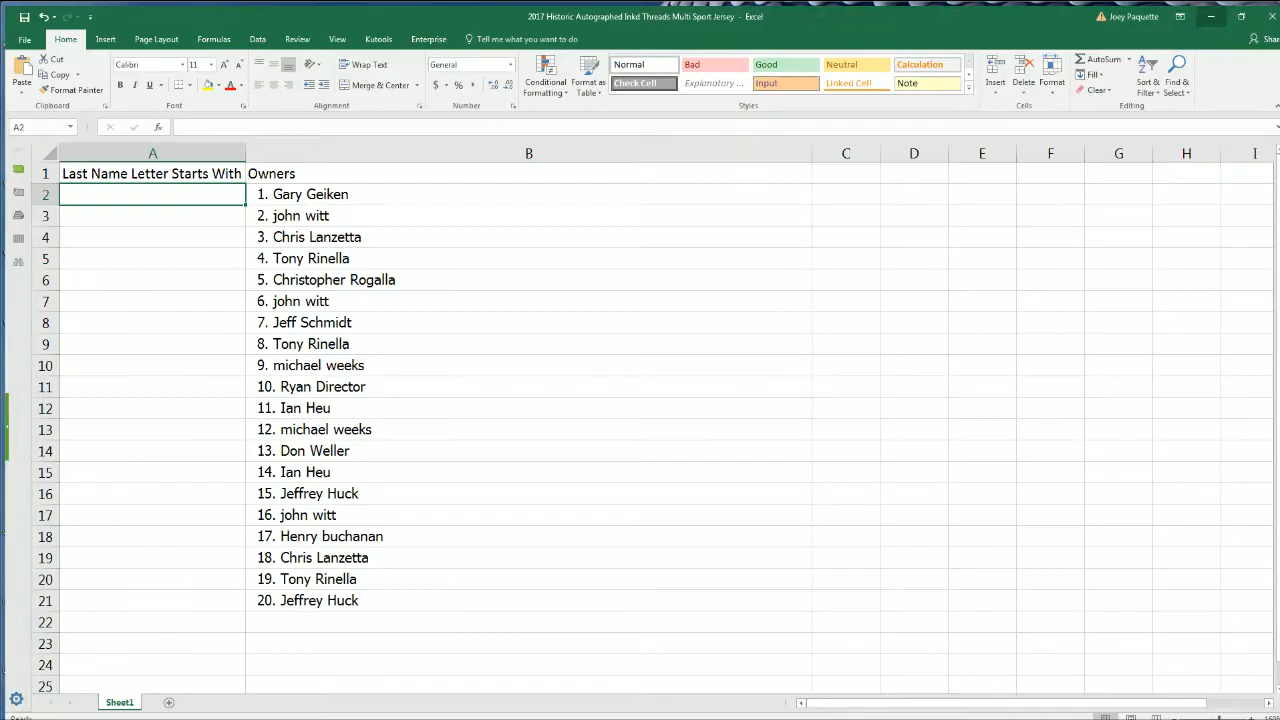 2017 Historic Autographed Inkd Threads Multi Sport Jersey - Excel
Joey Paquette
File Home Insert Page Layout Formulas Data Review View Kutools Enterprise Tell me what you want to do Shar
Paste Cut Copy Format Painter
Calibri 11 B I U
Wrap Text Merge & Center
General $ % ,
Conditional Formatting Format as Table
Normal Bad Good Neutral Calculation
Check Cell Explanatory ... Input Linked Cell Note
Insert Delete Format
AutoSum Fill Clear
Sort & Filter Find & Select
Clipboard Font Alignment Number Styles Cells Editing
A2 fx
A B C D E F G H I
1 Last Name Letter Starts With Owners
2 1. Gary Geiken
3 2. john witt
4 3. Chris Lanzetta
5 4. Tony Rinella
6 5. Christopher Rogalla
7 6. john witt
8 7. Jeff Schmidt
9 8. Tony Rinella
10 9. michael weeks
11 10. Ryan Director
12 11. Ian Heu
13 12. michael weeks
14 13. Don Weller
15 14. Ian Heu
16 15. Jeffrey Huck
17 16. john witt
18 17. Henry buchanan
19 18. Chris Lanzetta
20 19. Tony Rinella
21 20. Jeffrey Huck
22
23
24
25
Sheet1